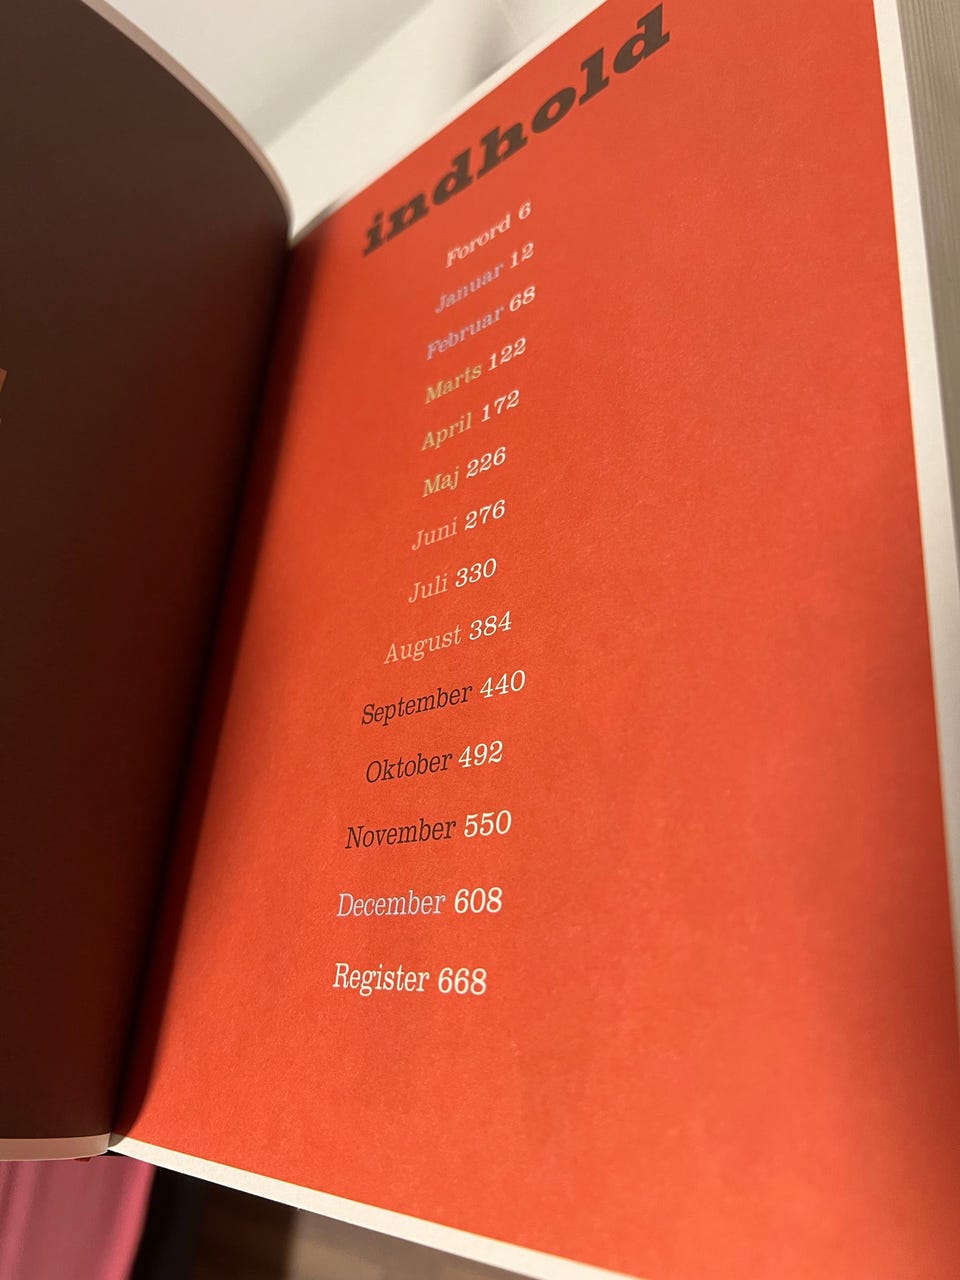 indhold
Forord 6
Januar 12
Februar 68
Marts 122
April 172
Maj 226
Juni 276
Juli 330
August 384
September 440
Oktober 492
November 550
December 608
Register 668